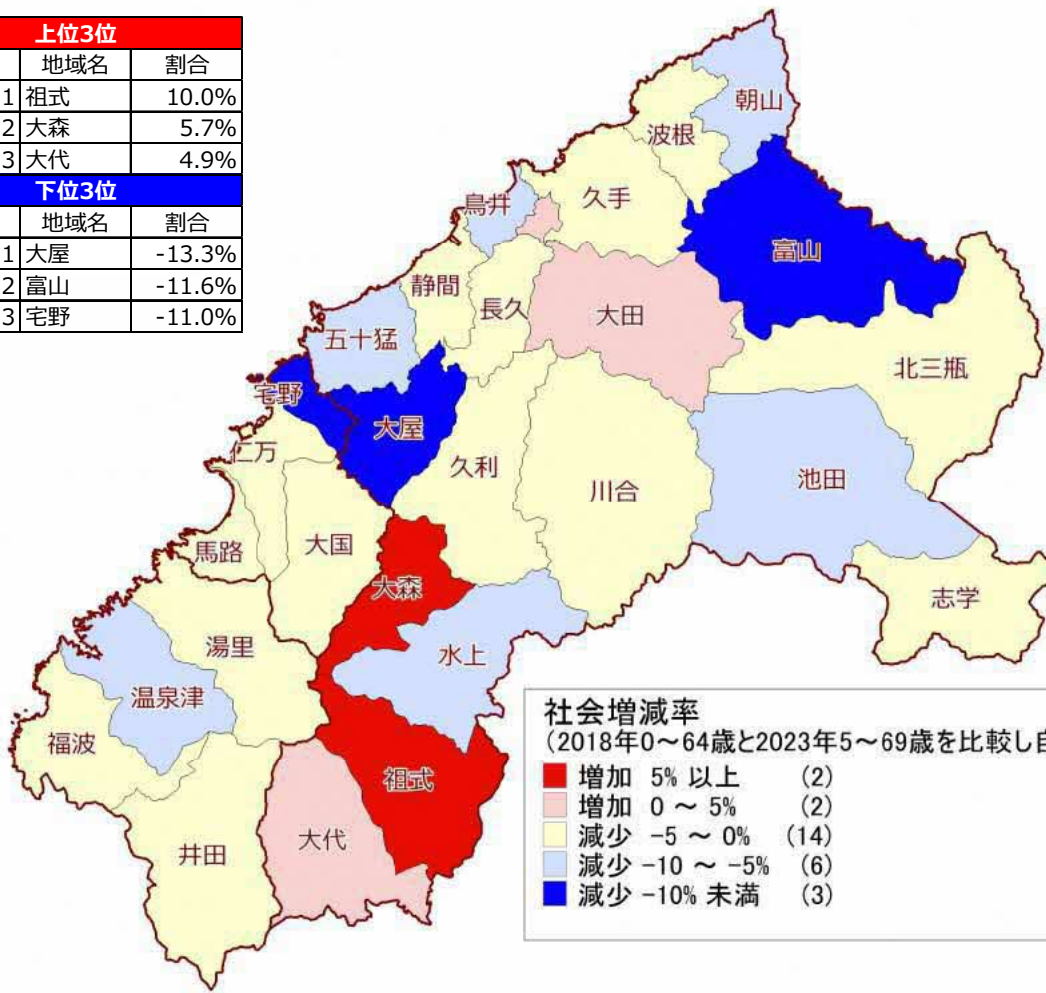 上位3位
地域名 割合
1 祖式 10.0%
2 大森 5.7%
3 大代 4.9%
下位3位
地域名 割合
1 大屋 -13.3%
2 富山 -11.6%
3 宅野 -11.0%
朝山
波根
久手
鳥井
富山
静間
長久
大田
五十猛
北三瓶
宅野
大屋
仁万
久利
川合
池田
馬路
大国
大森
志学
湯里
水上
温泉津
福波
祖式
井田
大代
社会増減率
(2018年0~64歳と2023年5~69歳を比較し自
増加 5% 以上 (2)
増加 0 ~ 5% (2)
減少 -5 ~ 0% (14)
減少 -10 ~ -5% (6)
減少 -10% 未満 (3)